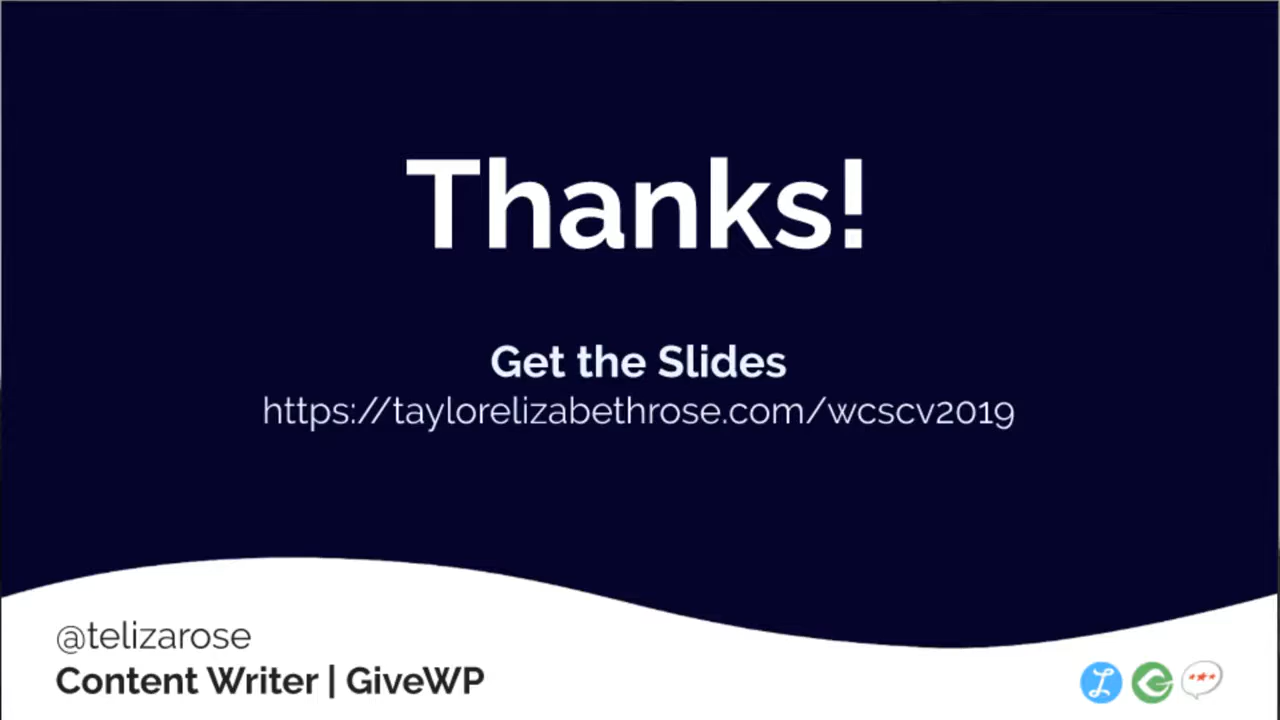 Thanks!
Get the Slides
https://taylorelizabethrose.com/wcscv2019
@telizarose
Content Writer | GiveWP